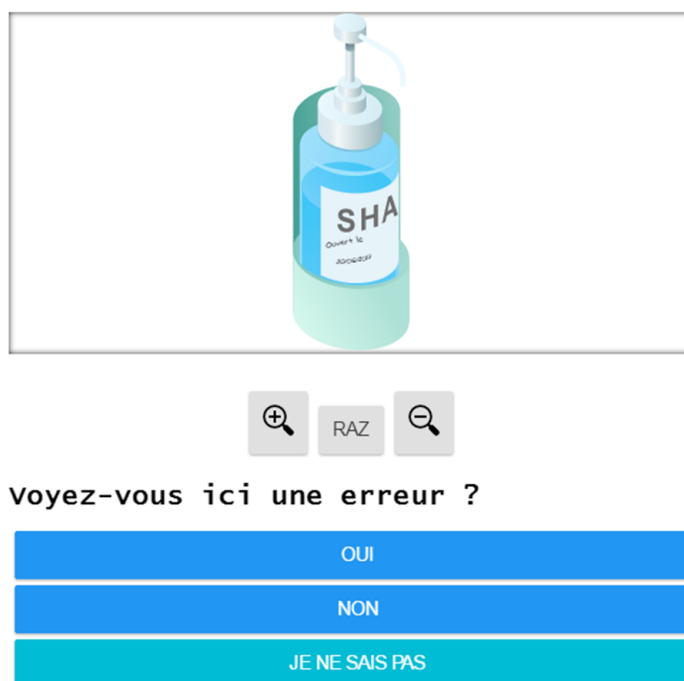 SHA
Ouvert le
RAZ
Voyez-vous ici une erreur ?
OUI
NON
JE NE SAIS PAS